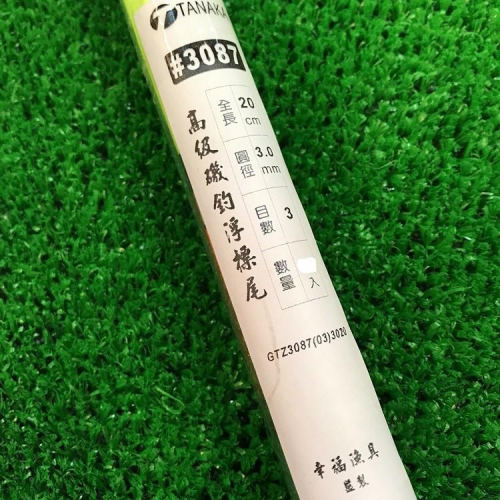 TANAKA
#3087
高級磯釣浮標尾
全長 20 cm
圓徑 3.0 mm
目數 3
數量 入
GTZ3087(03)3020
幸福漁具
監製